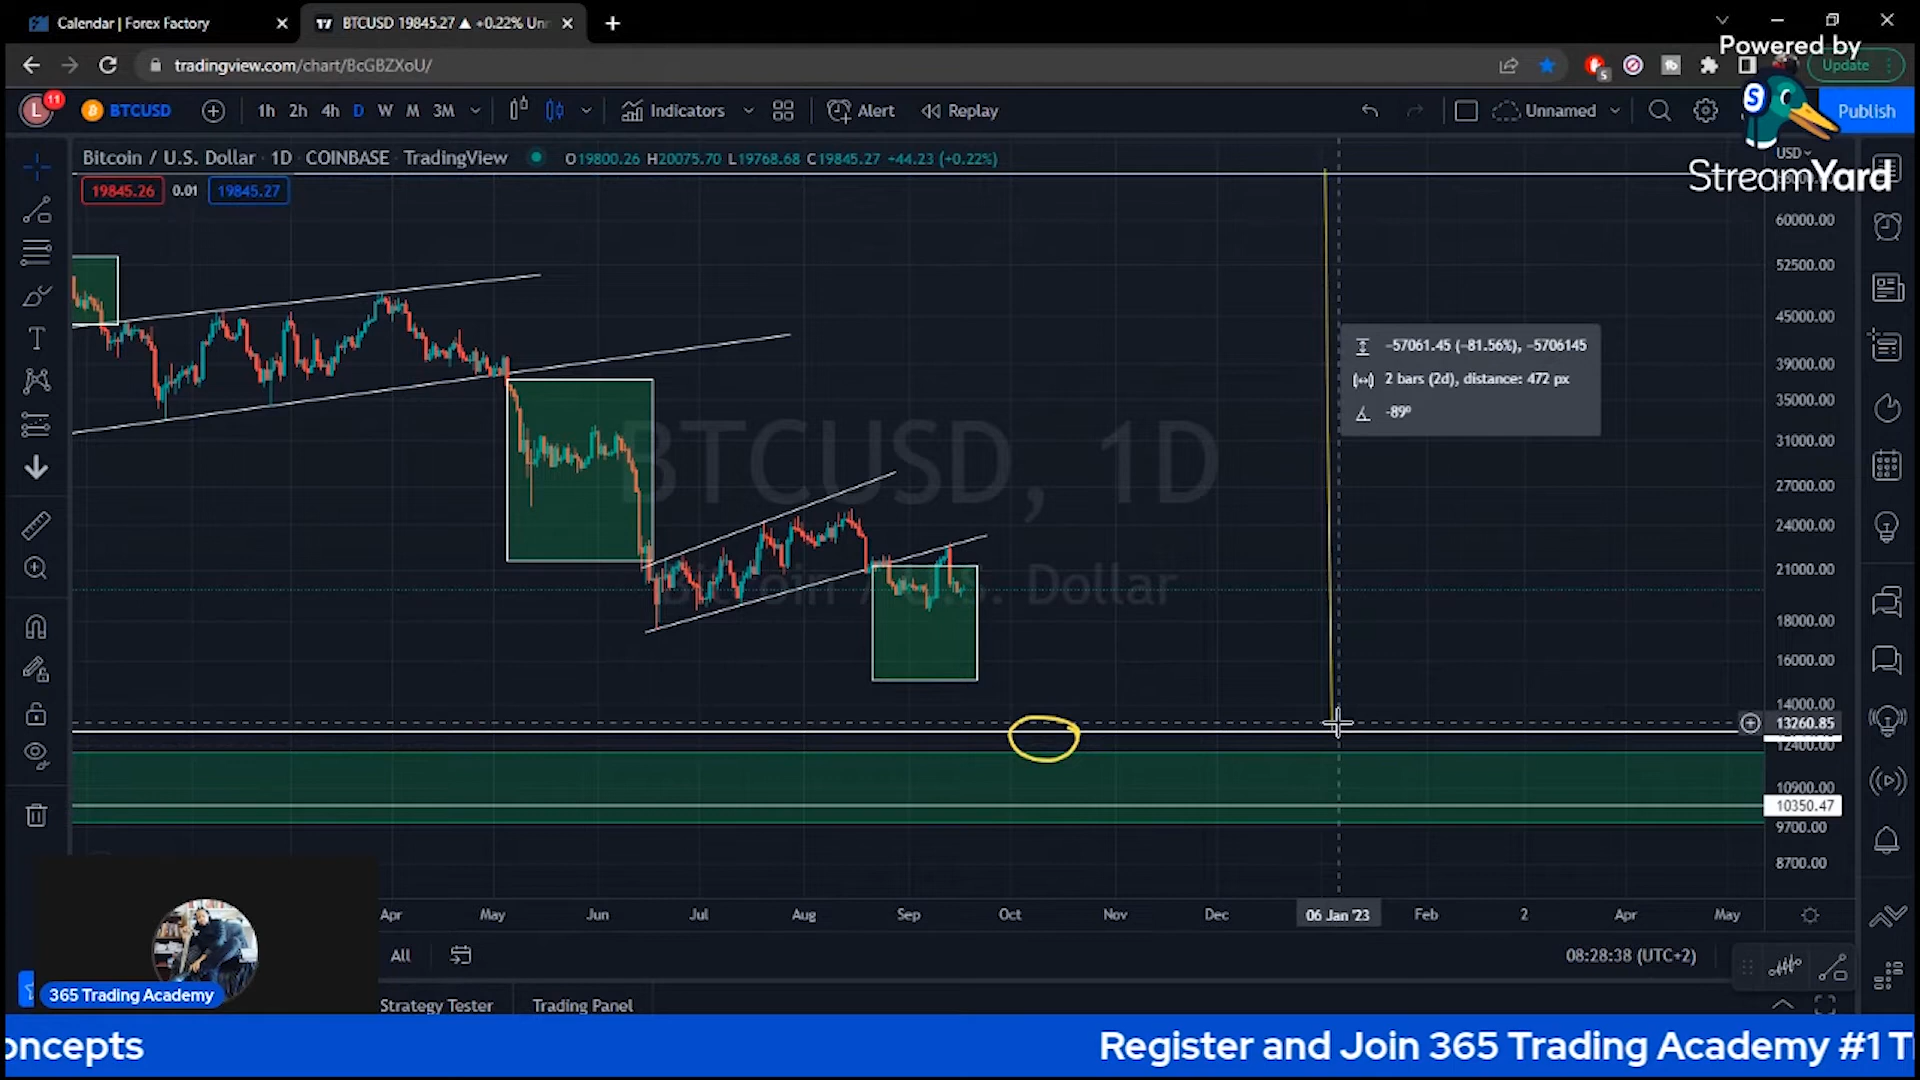 Calendar | Forex Factory
BTCUSD 19845.27 ▲ +0.22% Unn
Powered by
tradingview.com/chart/BcGBZXoU/
5
Update
L
11
BTCUSD
1h 2h 4h D W M 3M
Indicators
Alert
Replay
Unnamed
Publish
S
StreamYard
Bitcoin / U.S. Dollar · 1D · COINBASE · TradingView
O19800.26 H20075.70 L19768.68 C19845.27 +44.23 (+0.22%)
USD
19845.26 0.01 19845.27
60000.00
52500.00
45000.00
39000.00
35000.00
31000.00
27000.00
24000.00
21000.00
18000.00
16000.00
14000.00
13260.85
12400.00
10900.00
10350.47
9700.00
8700.00
-57061.45 (-81.56%), -5706145
2 bars (2d), distance: 472 px
-89º
BTCUSD, 1D
Bitcoin / U.S. Dollar
Apr May Jun Jul Aug Sep Oct Nov Dec 06 Jan '23 Feb 2 Apr May
All
08:28:38 (UTC+2)
365 Trading Academy
Strategy Tester
Trading Panel
oncepts
Register and Join 365 Trading Academy #1 T